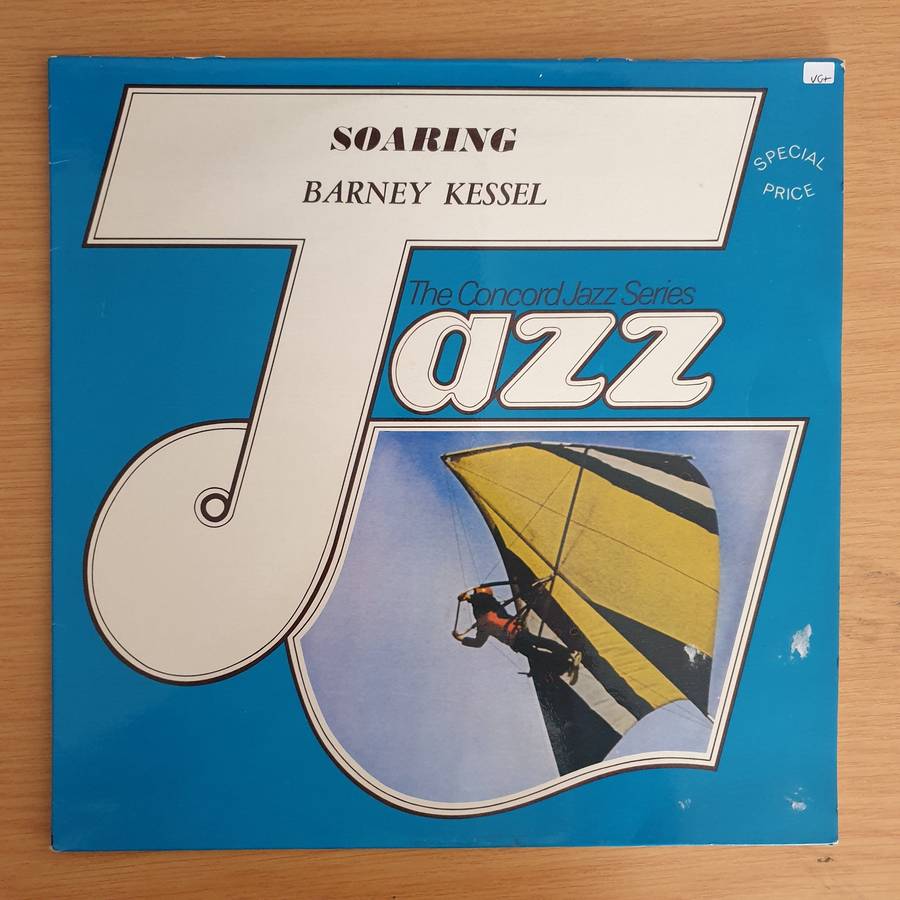 VG+
SOARING
BARNEY KESSEL
SPECIAL
PRICE
The Concord Jazz Series
Jazz